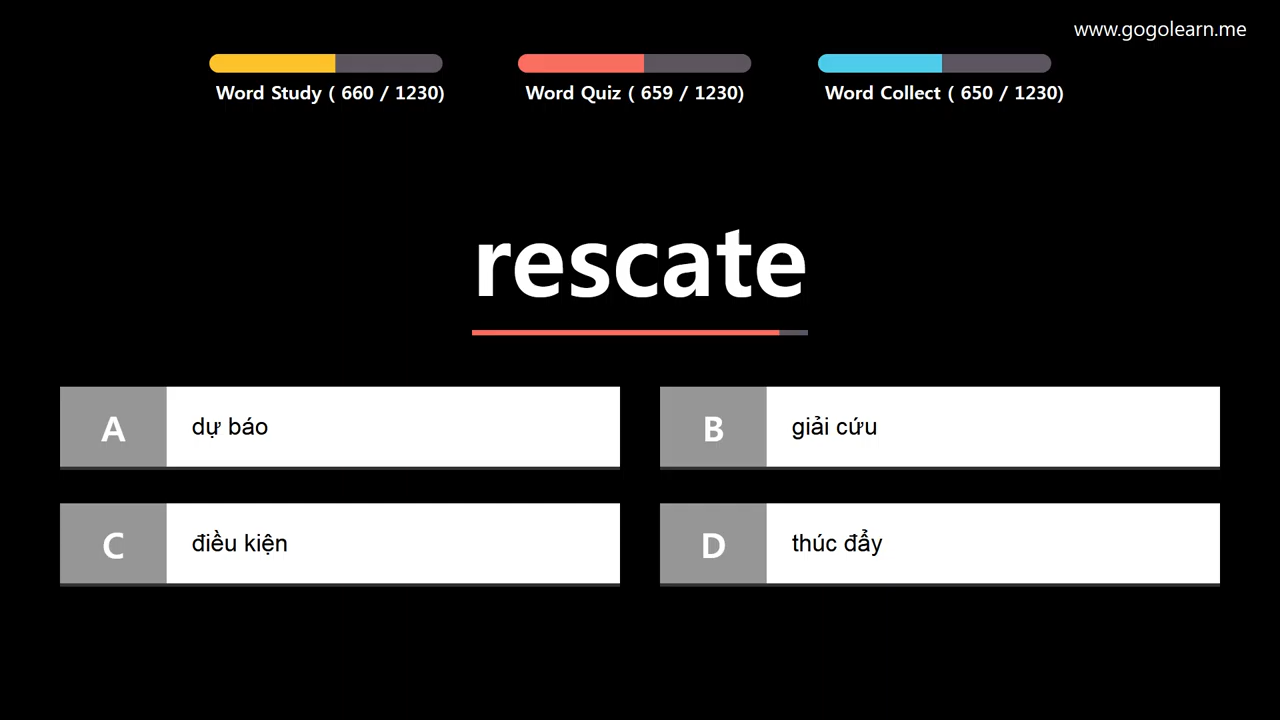 www.gogolearn.me
Word Study ( 660 / 1230)
Word Quiz ( 659 / 1230)
Word Collect ( 650 / 1230)
rescate
A dự báo
B giải cứu
C điều kiện
D thúc đẩy